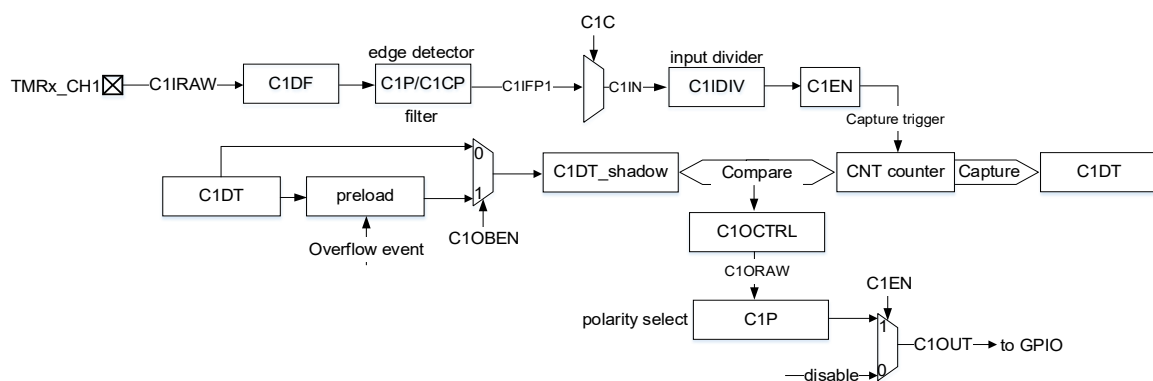 C1C
edge detector
input divider
TMRx_CH1
C1IRAW
C1DF
C1P/C1CP
C1IFP1
C1IN
C1IDIV
C1EN
filter
Capture trigger
0
C1DT
preload
1
C1DT_shadow
Compare
CNT counter
Capture
C1DT
Overflow event
C1OBEN
C1OCTRL
C1ORAW
C1EN
polarity select
C1P
1
C1OUT
to GPIO
disable
0